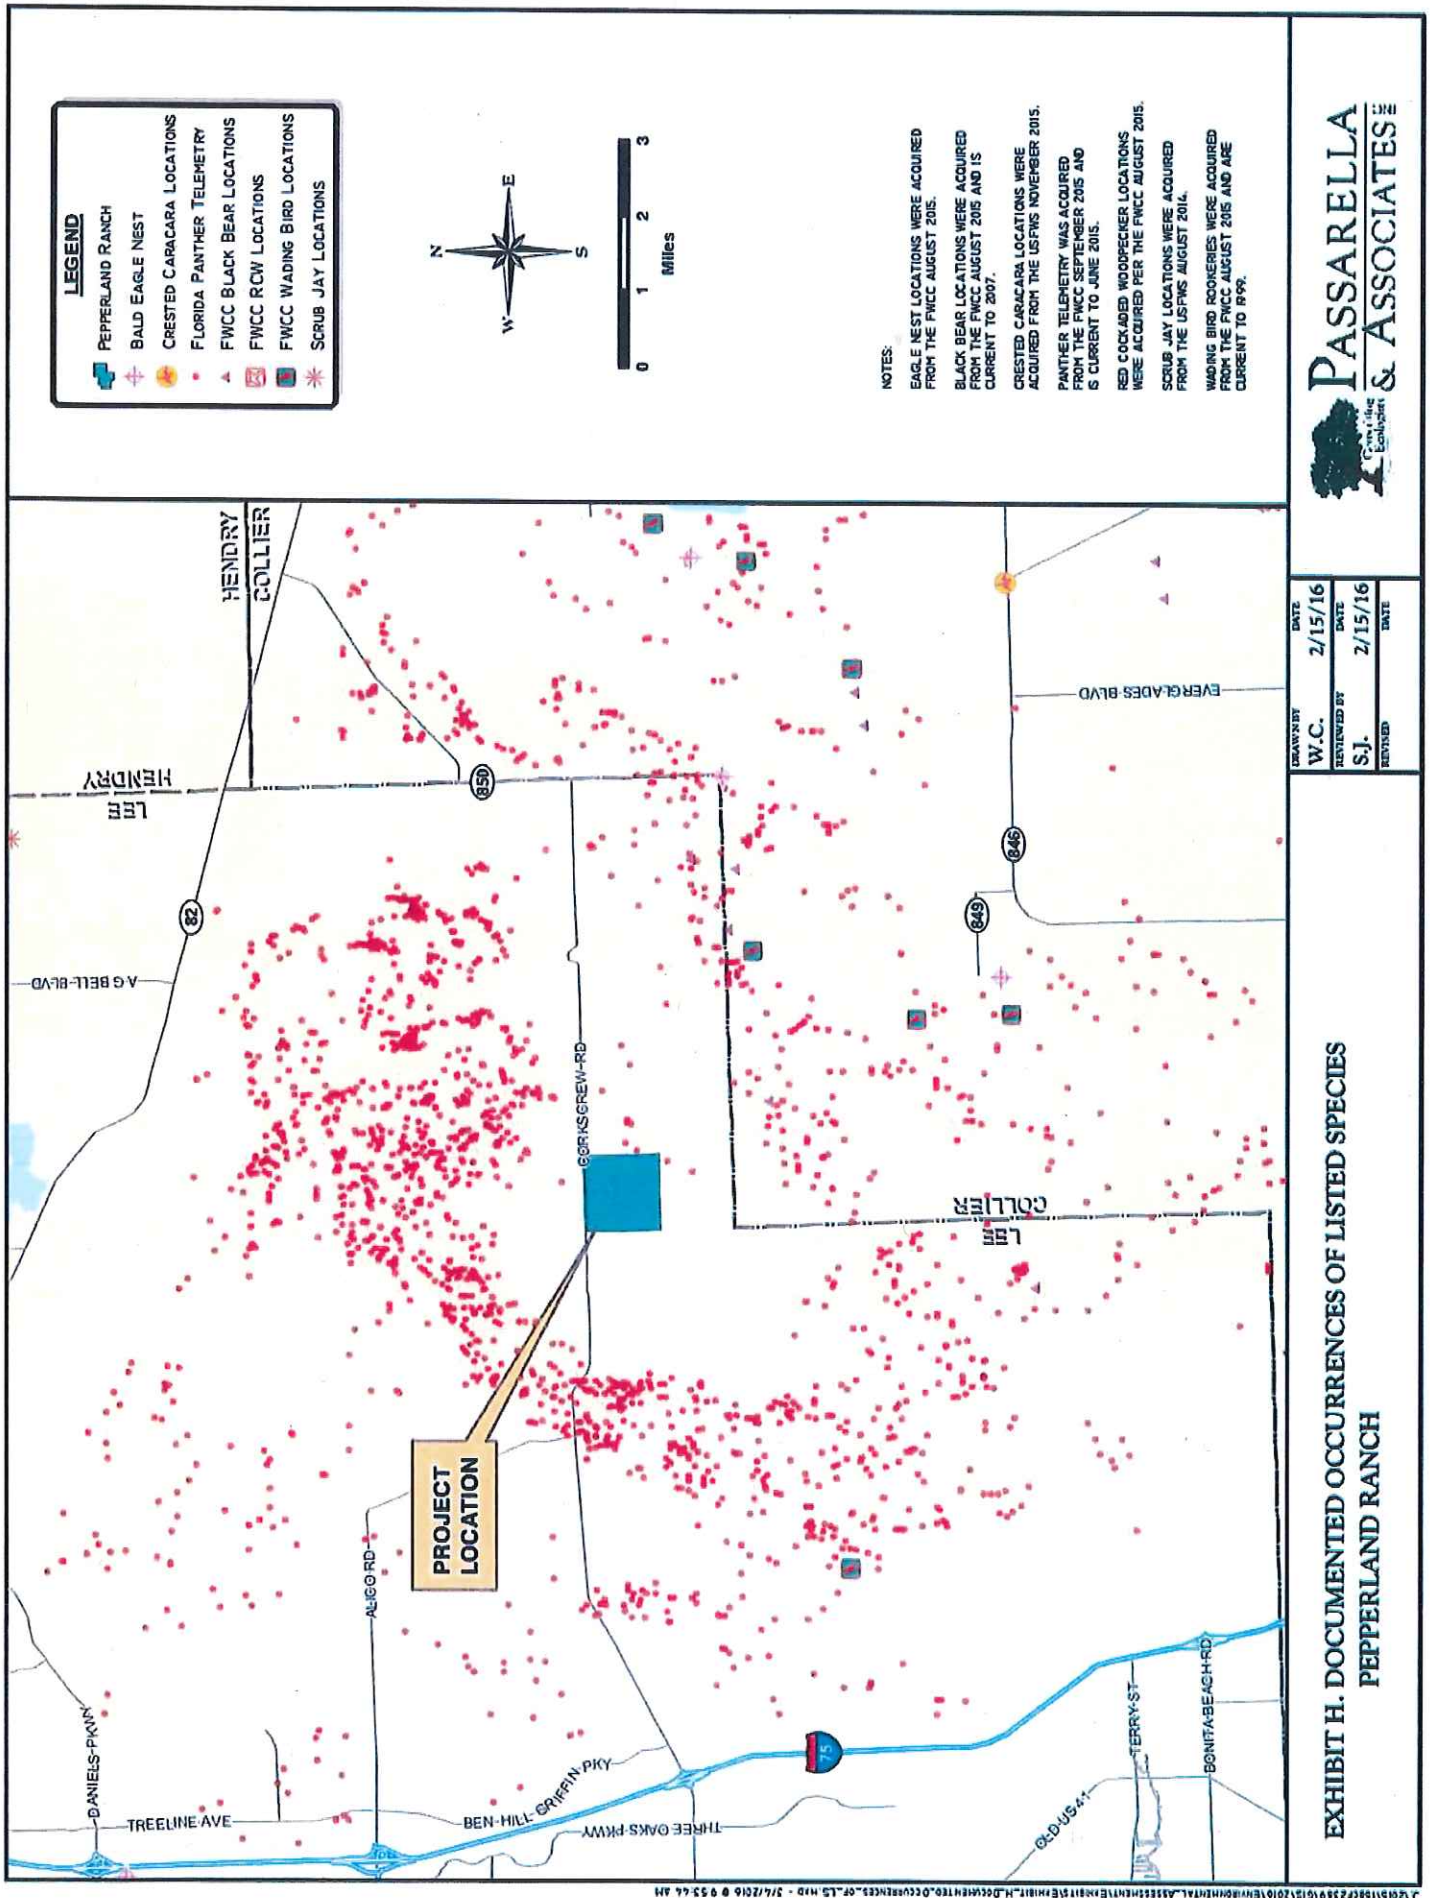 LEGEND
PEPPERLAND RANCH
BALD EAGLE NEST
CRESTED CARACARA LOCATIONS
FLORIDA PANTHER TELEMETRY
FWCC BLACK BEAR LOCATIONS
FWCC RCW LOCATIONS
FWCC WADING BIRD LOCATIONS
SCRUB JAY LOCATIONS
N
W
E
S
0 1 2 3
Miles
NOTES:
EAGLE NEST LOCATIONS WERE ACQUIRED
FROM THE FWCC AUGUST 2015.
BLACK BEAR LOCATIONS WERE ACQUIRED
FROM THE FWCC AUGUST 2015 AND IS
CURRENT TO 2007.
CRESTED CARACARA LOCATIONS WERE
ACQUIRED FROM THE USFWS NOVEMBER 2015.
PANTHER TELEMETRY WAS ACQUIRED
FROM THE FWCC SEPTEMBER 2015 AND
IS CURRENT TO JUNE 2015.
RED COCKADED WOODPECKER LOCATIONS
WERE ACQUIRED PER THE FWCC AUGUST 2015.
SCRUB JAY LOCATIONS WERE ACQUIRED
FROM THE USFWS AUGUST 2014.
WADING BIRD ROOKERIES WERE ACQUIRED
FROM THE FWCC AUGUST 2015 AND ARE
CURRENT TO 1999.
HENDRY
COLLIER
HENDRY
LEE
82
850
A G BELL BLVD
DANIELS-PKWY
TREELINE-AVE
ALICO-RD
PROJECT
LOCATION
CORKSCREW-RD
BEN-HILL-GRIFFIN-PKY
THREE OAKS-PKWY
75
COLLIER
LEE
849
846
EVERGLADES-BLVD
OLD-US 41
TERRY-ST
BONITA-BEACH-RD
EXHIBIT H. DOCUMENTED OCCURRENCES OF LISTED SPECIES
PEPPERLAND RANCH
DRAWN BY
W.C.
DATE
2/15/16
REVIEWED BY
S.J.
DATE
2/15/16
REVISED
DATE
PASSARELLA
& ASSOCIATES INC
Consulting
Ecologists